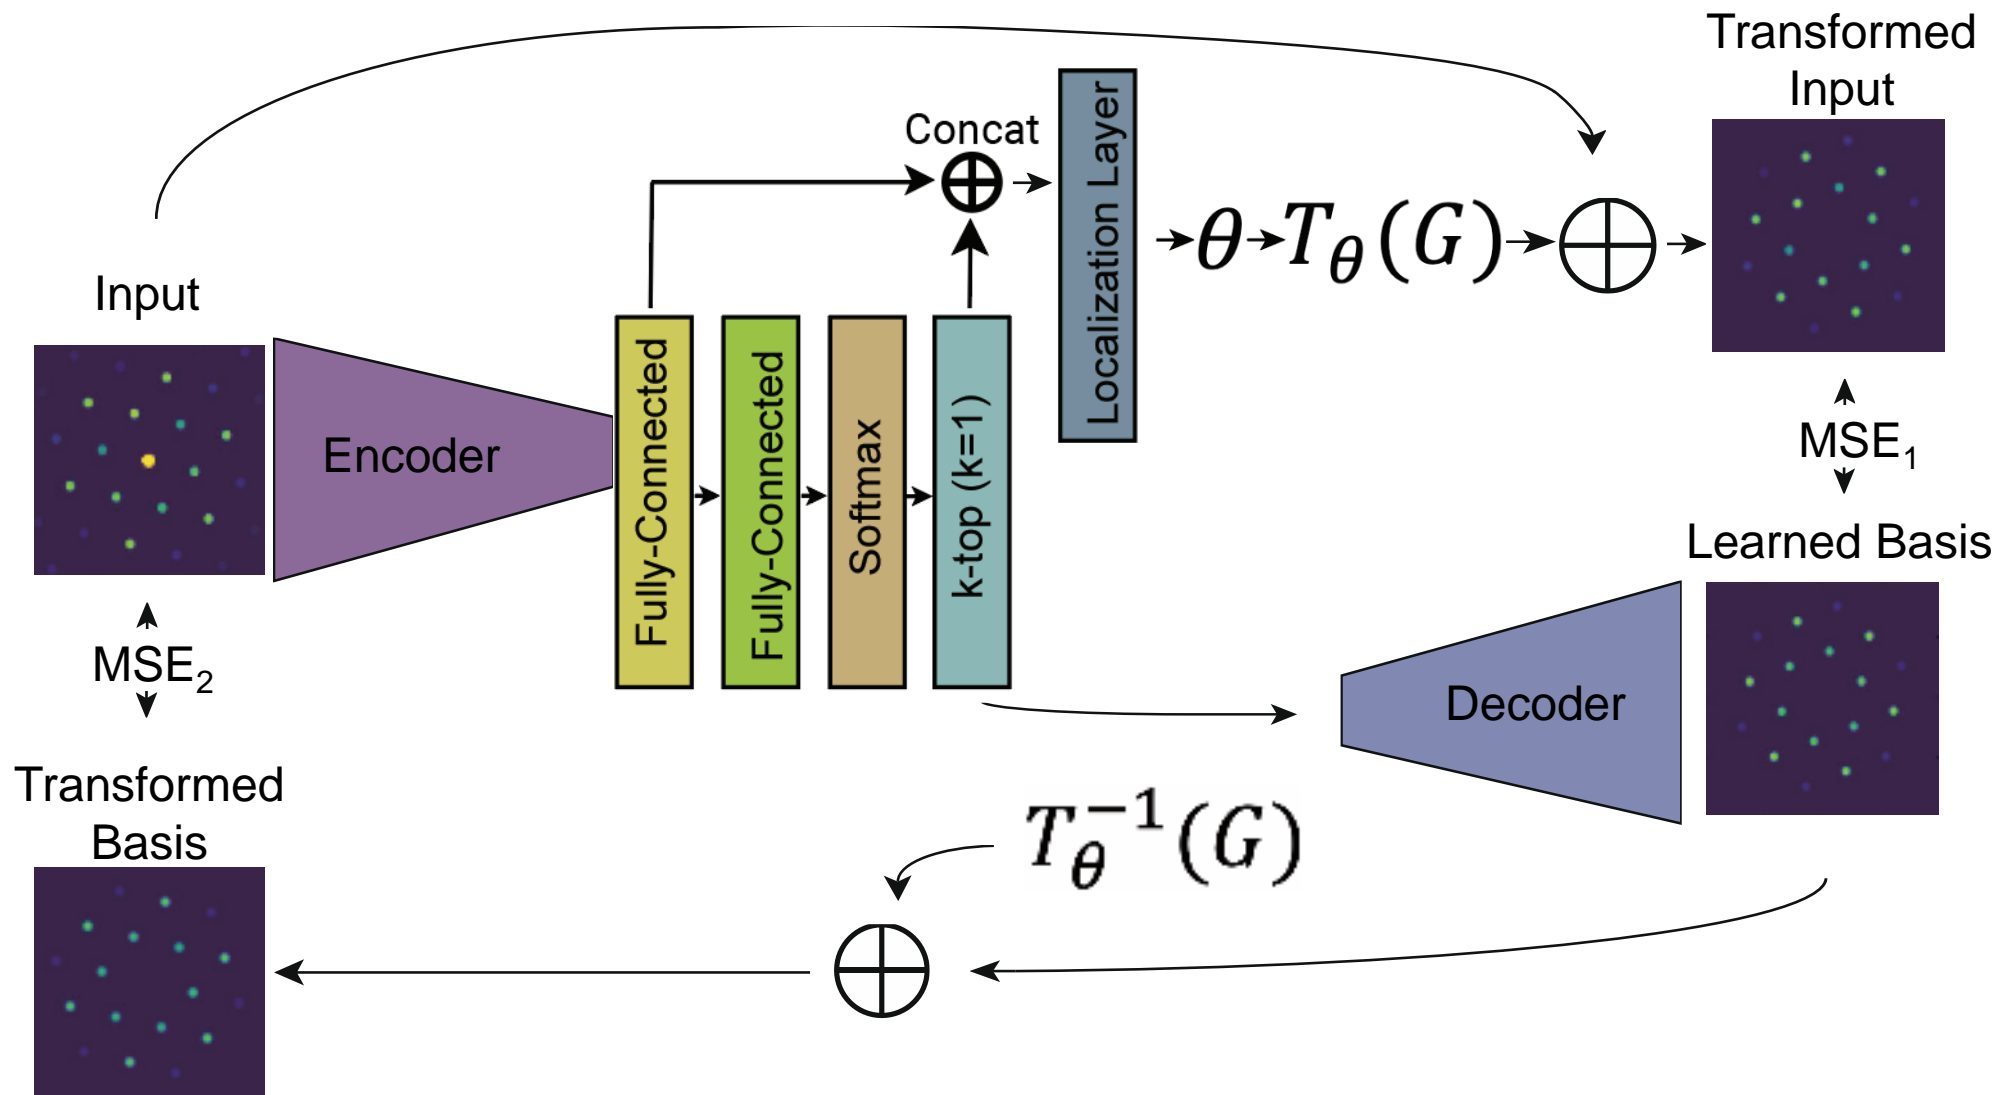 Transformed
Input
Concat
Localization Layer
θ
T_θ(G)
Input
Encoder
Fully-Connected
Fully-Connected
Softmax
k-top (k=1)
MSE₁
Learned Basis
MSE₂
Decoder
Transformed
Basis
T_θ^{-1}(G)